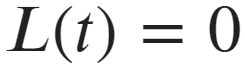 L(t) = 0